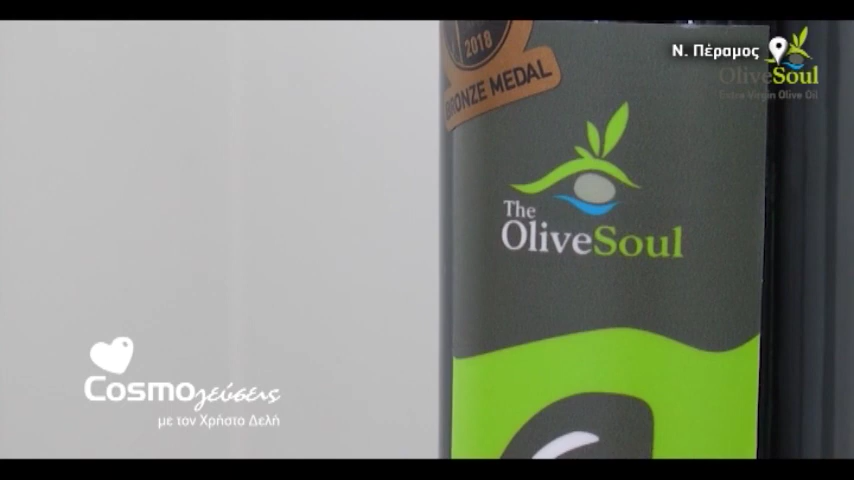 2018
BRONZE MEDAL
Ν. Πέραμος
OliveSoul
Extra Virgin Olive Oil
The
OliveSoul
Cosmoγεύσεις
με τον Χρήστο Δελή